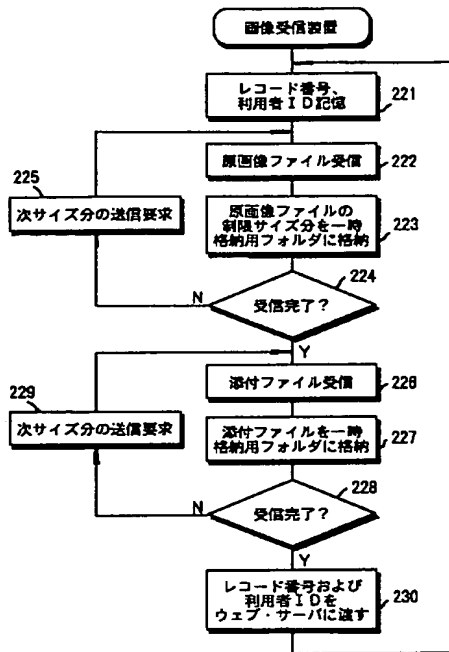 画像受信装置
レコード番号、
利用者ID記憶
221
原画像ファイル受信
222
225
次サイズ分の送信要求
原画像ファイルの
制限サイズ分を一時
格納用フォルダに格納
223
224
受信完了?
N
Y
添付ファイル受信
226
229
次サイズ分の送信要求
添付ファイルを一時
格納用フォルダに格納
227
228
受信完了?
N
Y
レコード番号および
利用者IDを
ウェブ・サーバに渡す
230